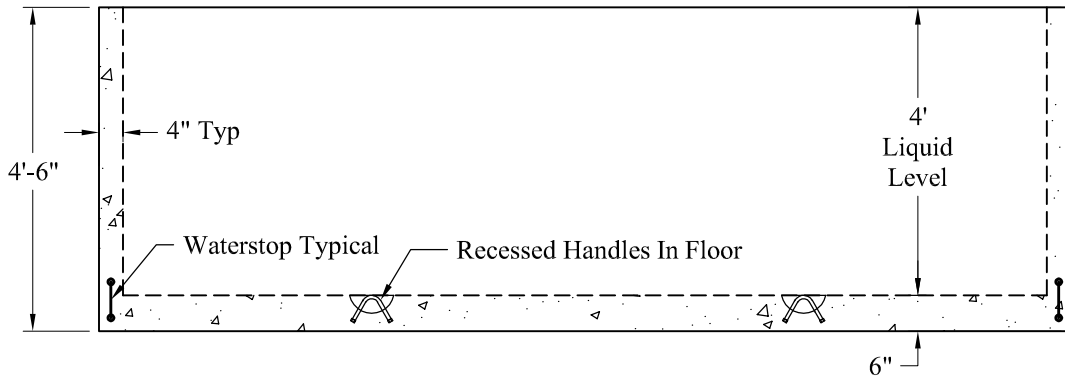 4" Typ
4'-6"
4'
Liquid
Level
Waterstop Typical
Recessed Handles In Floor
6"